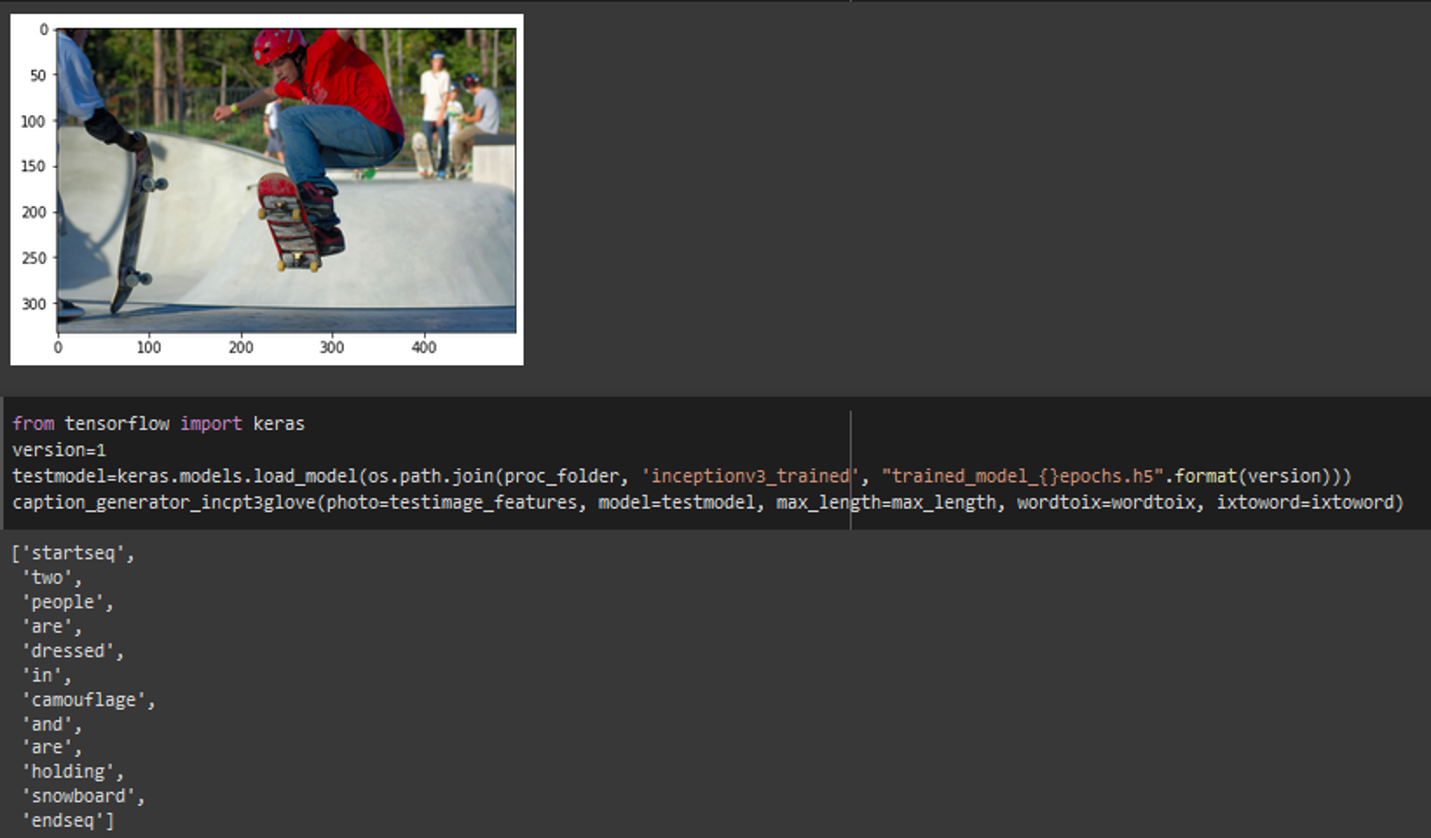 0
50
100
150
200
250
300
0 100 200 300 400
from tensorflow import keras
version=1
testmodel=keras.models.load_model(os.path.join(proc_folder, 'inceptionv3_trained', "trained_model_{}epochs.h5".format(version)))
caption_generator_incpt3glove(photo=testimage_features, model=testmodel, max_length=max_length, wordtoix=wordtoix, ixtoword=ixtoword)
['startseq',
'two',
'people',
'are',
'dressed',
'in',
'camouflage',
'and',
'are',
'holding',
'snowboard',
'endseq']